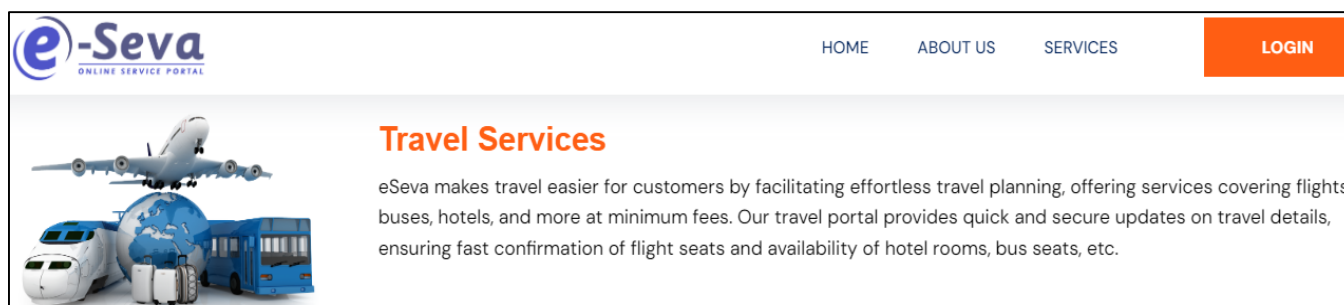 e-Seva
ONLINE SERVICE PORTAL
HOME ABOUT US SERVICES LOGIN
Travel Services
eSeva makes travel easier for customers by facilitating effortless travel planning, offering services covering flights
buses, hotels, and more at minimum fees. Our travel portal provides quick and secure updates on travel details,
ensuring fast confirmation of flight seats and availability of hotel rooms, bus seats, etc.